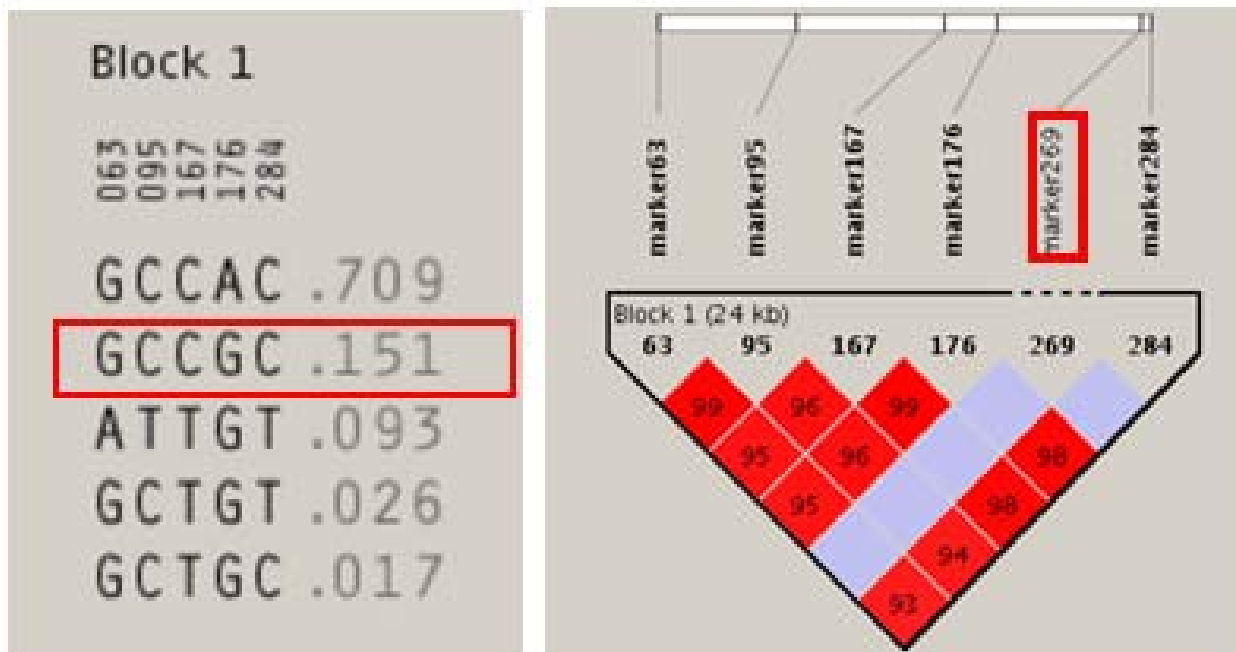 Block 1
063 095 167 176 284
GCCAC .709
GCCGC .151
ATTGT .093
GCTGT .026
GCTGC .017
marker63 marker95 marker167 marker176 marker269 marker284
Block 1 (24 kb)
63 95 167 176 269 284
99 96 99
95 96 98
95 98
94
93